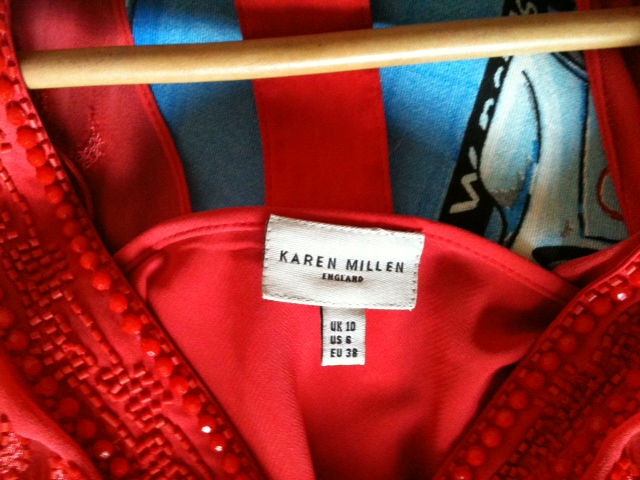 KAREN MILLEN
ENGLAND
UK 10
US 6
EU 38